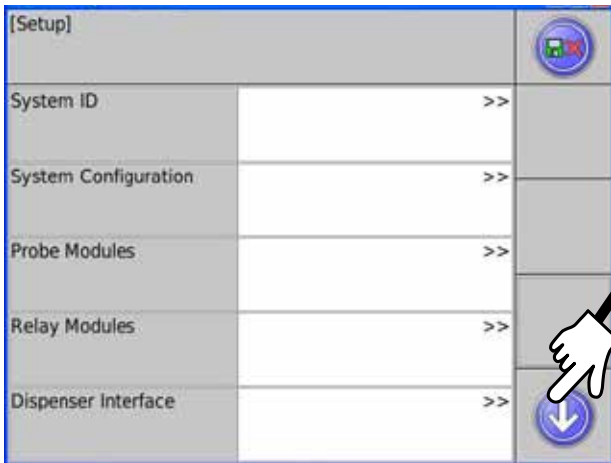 [Setup]
System ID >>
System Configuration >>
Probe Modules >>
Relay Modules >>
Dispenser Interface >>